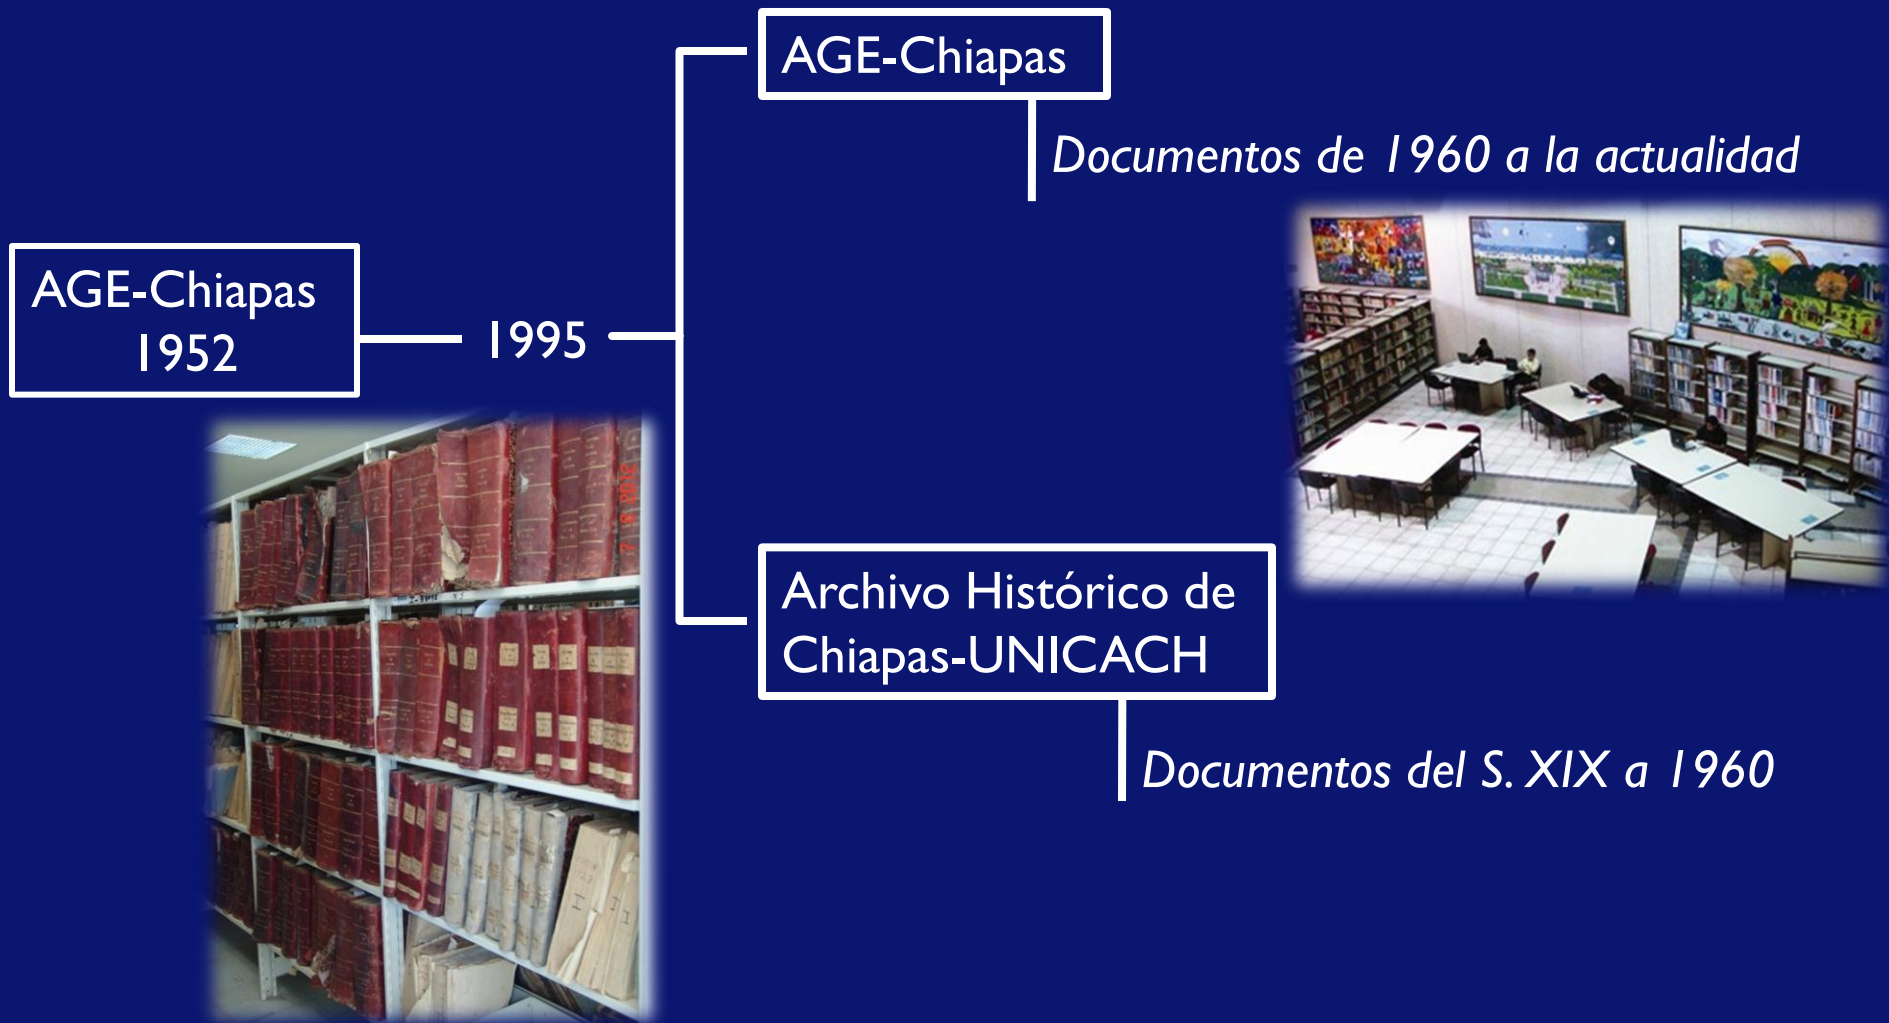 AGE-Chiapas
1952
1995
AGE-Chiapas
Documentos de 1960 a la actualidad
Archivo Histórico de
Chiapas-UNICACH
Documentos del S. XIX a 1960